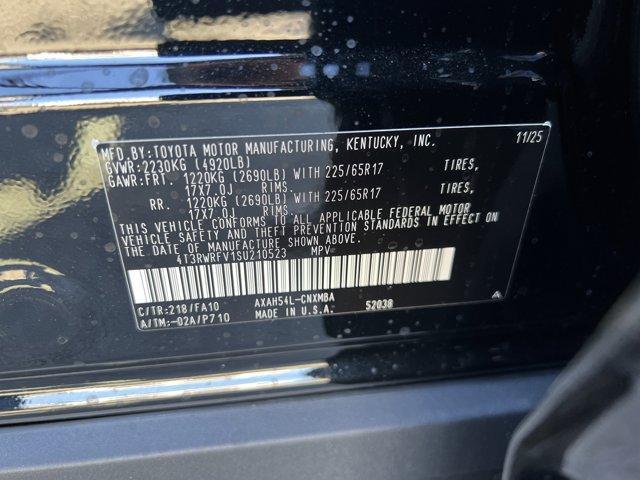 MFD.BY:TOYOTA MOTOR MANUFACTURING, KENTUCKY, INC. 11/25
GVWR:2230KG (4920LB)
GAWR:FRT. 1220KG (2690LB) WITH 225/65R17 TIRES,
17X7.0J RIMS.
RR. 1220KG (2690LB) WITH 225/65R17 TIRES,
17X7.0J RIMS.
THIS VEHICLE CONFORMS TO ALL APPLICABLE FEDERAL MOTOR
VEHICLE SAFETY AND THEFT PREVENTION STANDARDS IN EFFECT ON
THE DATE OF MANUFACTURE SHOWN ABOVE.
4T3RWRFV1SU210523 MPV
C/TR:218/FA10 AXAH54L-CNXMBA 52038
A/TM:-02A/P710 MADE IN U.S.A. A